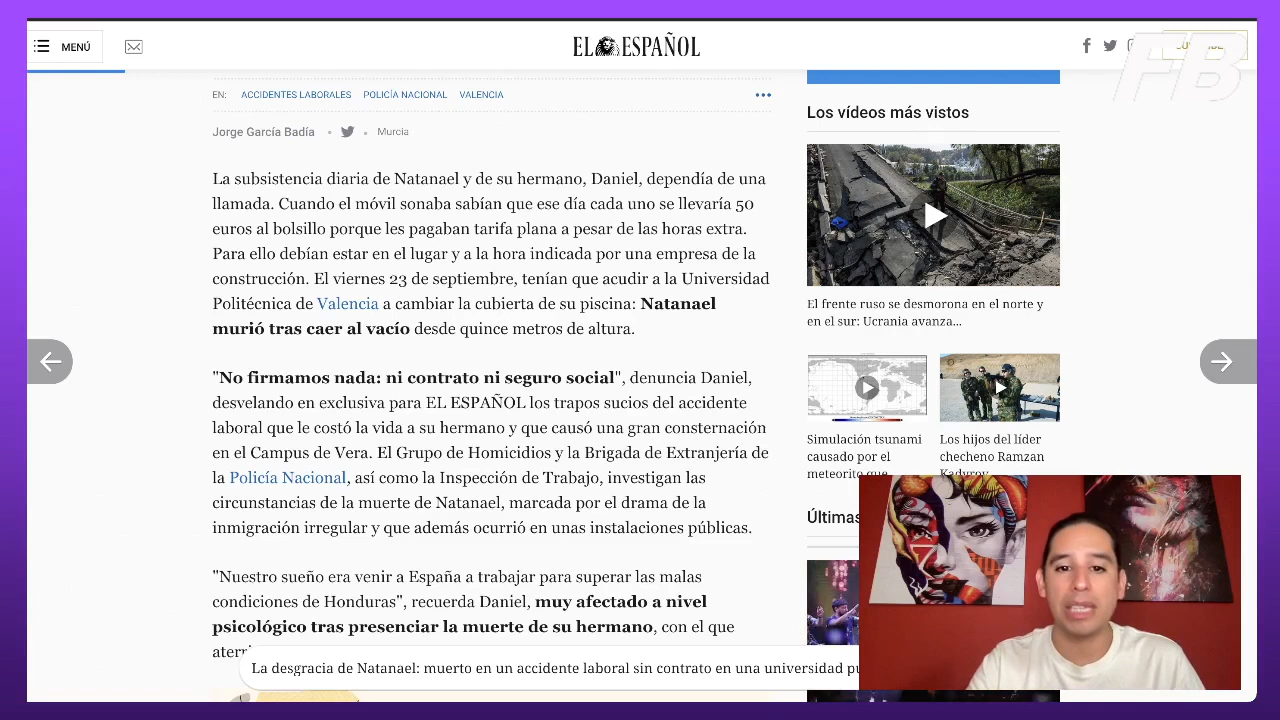 MENÚ
EL ESPAÑOL
FB
EN: ACCIDENTES LABORALES POLICÍA NACIONAL VALENCIA
Jorge García Badía • Murcia
La subsistencia diaria de Natanael y de su hermano, Daniel, dependía de una
llamada. Cuando el móvil sonaba sabían que ese día cada uno se llevaría 50
euros al bolsillo porque les pagaban tarifa plana a pesar de las horas extra.
Para ello debían estar en el lugar y a la hora indicada por una empresa de la
construcción. El viernes 23 de septiembre, tenían que acudir a la Universidad
Politécnica de Valencia a cambiar la cubierta de su piscina: Natanael
murió tras caer al vacío desde quince metros de altura.
"No firmamos nada: ni contrato ni seguro social", denuncia Daniel,
desvelando en exclusiva para EL ESPAÑOL los trapos sucios del accidente
laboral que le costó la vida a su hermano y que causó una gran consternación
en el Campus de Vera. El Grupo de Homicidios y la Brigada de Extranjería de
la Policía Nacional, así como la Inspección de Trabajo, investigan las
circunstancias de la muerte de Natanael, marcada por el drama de la
inmigración irregular y que además ocurrió en unas instalaciones públicas.
"Nuestro sueño era venir a España a trabajar para superar las malas
condiciones de Honduras", recuerda Daniel, muy afectado a nivel
psicológico tras presenciar la muerte de su hermano, con el que
La desgracia de Natanael: muerto en un accidente laboral sin contrato en una universidad
Los vídeos más vistos
El frente ruso se desmorona en el norte y
en el sur: Ucrania avanza...
Simulación tsunami
causado por el
meteorito que
Los hijos del líder
checheno Ramzan
Kadyrov
Últimas